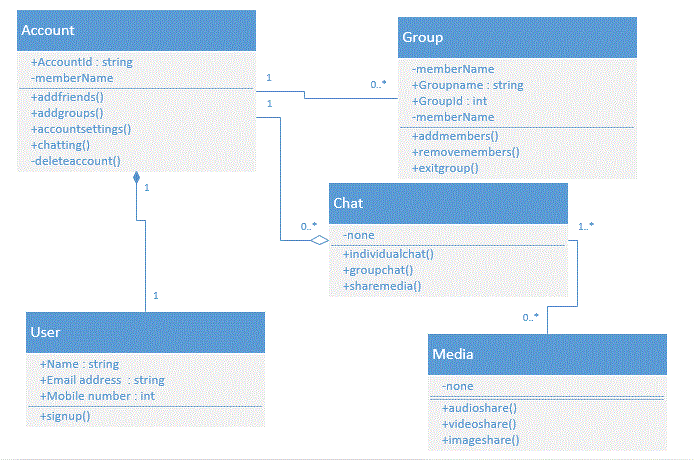 Account
+AccountId : string
-memberName
+addfriends()
+addgroups()
+accountsettings()
+chatting()
-deleteaccount()
Group
-memberName
+Groupname : string
+GroupId : int
-memberName
+addmembers()
+removemembers()
+exitgroup()
1
0..*
1
1
0..*
Chat
-none
+individualchat()
+groupchat()
+sharemedia()
1..*
1
0..*
User
+Name : string
+Email address : string
+Mobile number : int
+signup()
Media
-none
+audioshare()
+videoshare()
+imageshare()